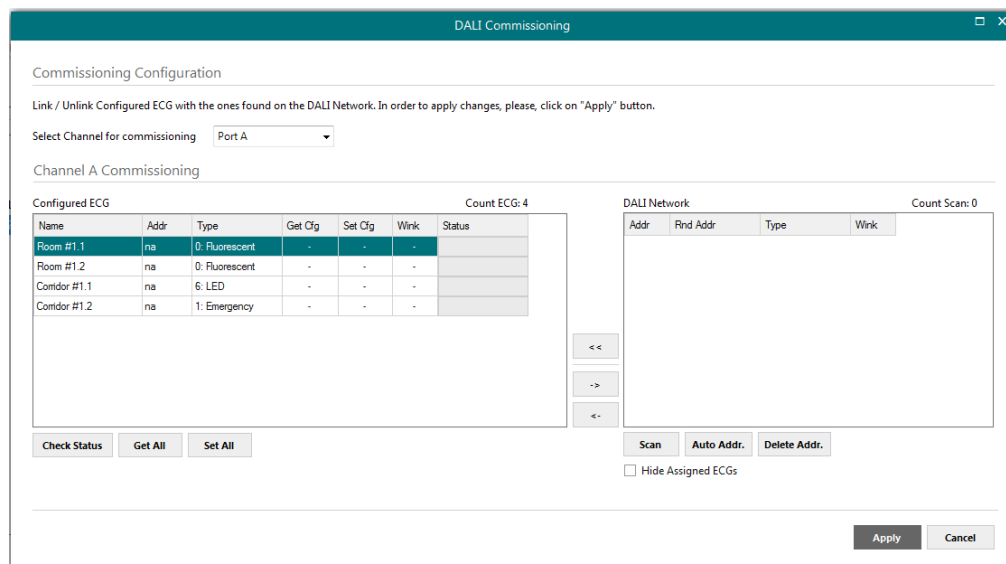 DALI Commissioning
Commissioning Configuration
Link / Unlink Configured ECG with the ones found on the DALI Network. In order to apply changes, please, click on "Apply" button.
Select Channel for commissioning Port A
Channel A Commissioning
Configured ECG Count ECG: 4
Name Addr Type Get Cfg Set Cfg Wink Status
Room #1.1 na 0: Fluorescent - - -
Room #1.2 na 0: Fluorescent - - -
Corridor #1.1 na 6: LED - - -
Corridor #1.2 na 1: Emergency - - -
Check Status Get All Set All
<<
->
<-
DALI Network Count Scan: 0
Addr Rnd Addr Type Wink
Scan Auto Addr. Delete Addr.
Hide Assigned ECGs
Apply Cancel